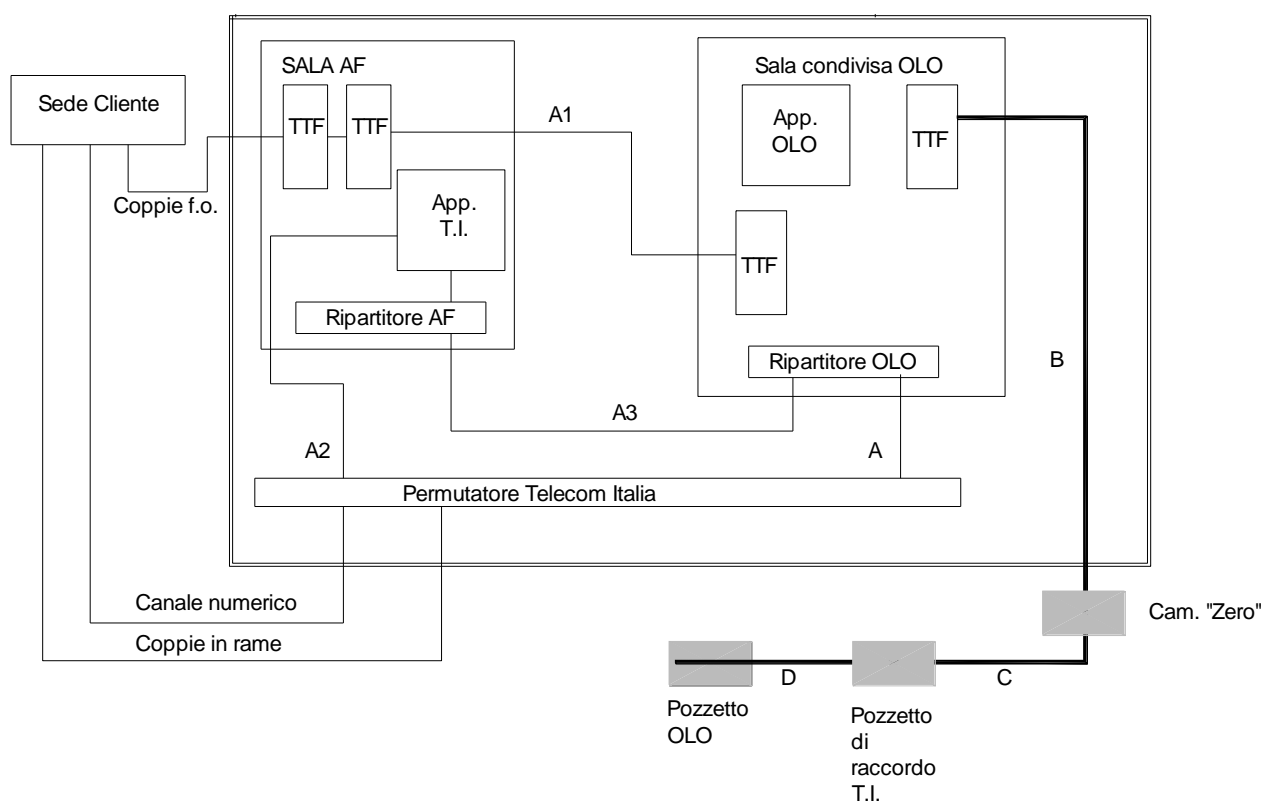 SALA AF
Sala condivisa OLO
Sede Cliente
TTF
TTF
A1
App.
OLO
TTF
Coppie f.o.
App.
T.I.
TTF
Ripartitore AF
Ripartitore OLO
B
A3
A2
A
Permutatore Telecom Italia
Canale numerico
Cam. "Zero"
Coppie in rame
D
C
Pozzetto
OLO
Pozzetto
di
raccordo
T.I.